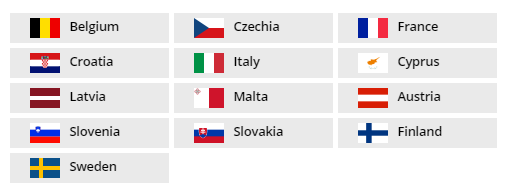 Belgium
Czechia
France
Croatia
Italy
Cyprus
Latvia
Malta
Austria
Slovenia
Slovakia
Finland
Sweden